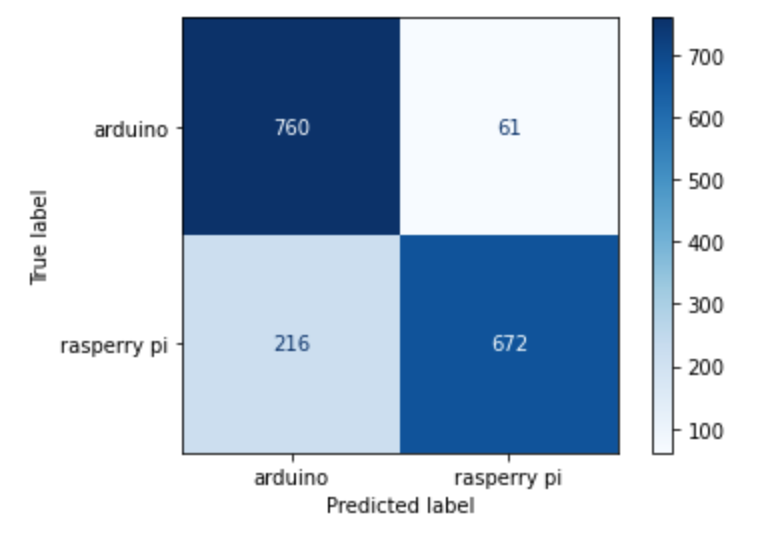 True label
arduino
760
61
rasperry pi
216
672
arduino
rasperry pi
Predicted label
700
600
500
400
300
200
100